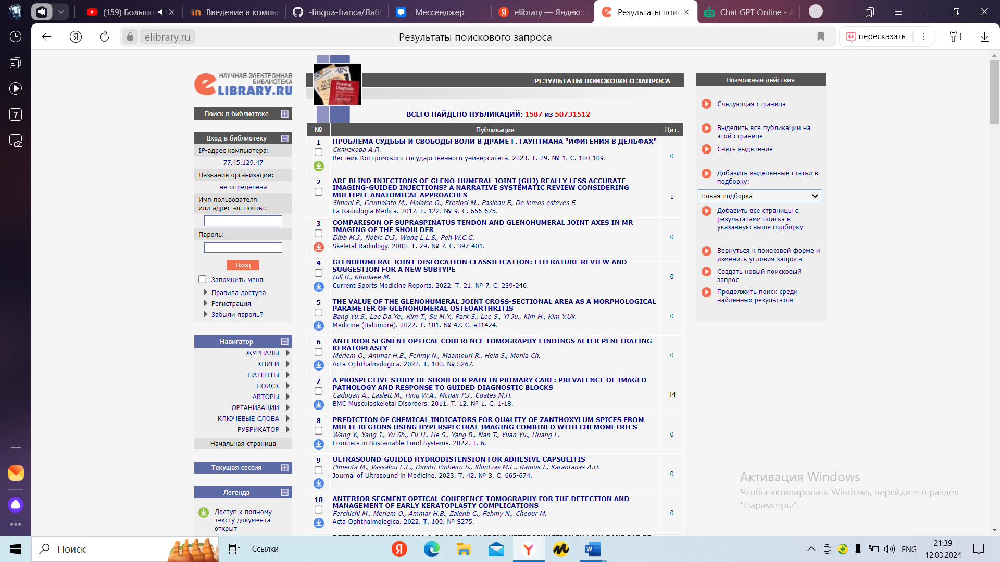 (159) Большо
Введение в компь
-lingua-franca/Лаб
Мессенджер
elibrary — Яндекс:
Результаты поис
Chat GPT Online - A
elibrary.ru
Результаты поискового запроса
пересказать
7
НАУЧНАЯ ЭЛЕКТРОННАЯ
БИБЛИОТЕКА
eLIBRARY.RU
Поиск в библиотеке
Вход в библиотеку
IP-адрес компьютера:
77.45.129.47
Название организации:
не определена
Имя пользователя
или адрес эл. почты:
Пароль:
Вход
Запомнить меня
Правила доступа
Регистрация
Забыли пароль?
Навигатор
ЖУРНАЛЫ
КНИГИ
ПАТЕНТЫ
ПОИСК
АВТОРЫ
ОРГАНИЗАЦИИ
КЛЮЧЕВЫЕ СЛОВА
РУБРИКАТОР
Начальная страница
Текущая сессия
Легенда
Доступ к полному
тексту документа
открыт
РЕЗУЛЬТАТЫ ПОИСКОВОГО ЗАПРОСА
ВСЕГО НАЙДЕНО ПУБЛИКАЦИЙ: 1587 из 50731512
№ Публикация Цит.
1 ПРОБЛЕМА СУДЬБЫ И СВОБОДЫ ВОЛИ В ДРАМЕ Г. ГАУПТМАНА "ИФИГЕНИЯ В ДЕЛЬФАХ"
Склизкова А.П.
Вестник Костромского государственного университета. 2023. Т. 29. № 1. С. 100-109.
0
2 ARE BLIND INJECTIONS OF GLENO-HUMERAL JOINT (GHJ) REALLY LESS ACCURATE
IMAGING-GUIDED INJECTIONS? A NARRATIVE SYSTEMATIC REVIEW CONSIDERING
MULTIPLE ANATOMICAL APPROACHES
Simoni P., Grumolato M., Malaise O., Preziosi M., Pasleau F., De lemos esteves F.
La Radiologia Medica. 2017. Т. 122. № 9. С. 656-675.
1
3 COMPARISON OF SUPRASPINATUS TENDON AND GLENOHUMERAL JOINT AXES IN MR
IMAGING OF THE SHOULDER
Dibb M.J., Noble D.J., Wong L.L.S., Peh W.C.G.
Skeletal Radiology. 2000. Т. 29. № 7. С. 397-401.
0
4 GLENOHUMERAL JOINT DISLOCATION CLASSIFICATION: LITERATURE REVIEW AND
SUGGESTION FOR A NEW SUBTYPE
Hill B., Khodaee M.
Current Sports Medicine Reports. 2022. Т. 21. № 7. С. 239-246.
0
5 THE VALUE OF THE GLENOHUMERAL JOINT CROSS-SECTIONAL AREA AS A MORPHOLOGICAL
PARAMETER OF GLENOHUMERAL OSTEOARTHRITIS
Bang Yu.S., Lee Da.Ye., Kim T., Su M.Y., Park S., Lee S., Yi Ju., Kim H., Kim Y.Uk.
Medicine (Baltimore). 2022. Т. 101. № 47. С. e31424.
0
6 ANTERIOR SEGMENT OPTICAL COHERENCE TOMOGRAPHY FINDINGS AFTER PENETRATING
KERATOPLASTY
Meriem O., Ammar H.B., Fehmy N., Maamouri R., Hela S., Monia Ch.
Acta Ophthalmologica. 2022. Т. 100. № S267.
0
7 A PROSPECTIVE STUDY OF SHOULDER PAIN IN PRIMARY CARE: PREVALENCE OF IMAGED
PATHOLOGY AND RESPONSE TO GUIDED DIAGNOSTIC BLOCKS
Cadogan A., Laslett M., Hing W.A., Mcnair P.J., Coates M.H.
BMC Musculoskeletal Disorders. 2011. Т. 12. № 1. С. 1-18.
14
8 PREDICTION OF CHEMICAL INDICATORS FOR QUALITY OF ZANTHOXYLUM SPICES FROM
MULTI-REGIONS USING HYPERSPECTRAL IMAGING COMBINED WITH CHEMOMETRICS
Wang Y., Yang J., Yu Sh., Fu H., He S., Yang B., Nan T., Yuan Yu., Huang L.
Frontiers in Sustainable Food Systems. 2022. Т. 6.
0
9 ULTRASOUND-GUIDED HYDRODISTENSION FOR ADHESIVE CAPSULITIS
Pimenta M., Vassalou E.E., Dimitri-Pinheiro S., Klontzas M.E., Ramos I., Karantanas A.H.
Journal of Ultrasound in Medicine. 2023. Т. 42. № 3. С. 665-674.
0
10 ANTERIOR SEGMENT OPTICAL COHERENCE TOMOGRAPHY FOR THE DETECTION AND
MANAGEMENT OF EARLY KERATOPLASTY COMPLICATIONS
Ferchichi M., Meriem O., Ammar H.B., Zaienb G., Fehmy N., Cheour M.
Acta Ophthalmologica. 2022. Т. 100. № S275.
0
Возможные действия
Следующая страница
Выделить все публикации на
этой странице
Снять выделение
Добавить выделенные статьи в
подборку:
Новая подборка
Добавить все страницы с
результатами поиска в
указанную выше подборку
Вернуться к поисковой форме и
изменить условия запроса
Создать новый поисковый
запрос
Продолжить поиск среди
найденных результатов
Активация Windows
Чтобы активировать Windows, перейдите в раздел
"Параметры".
Поиск
Ссылки
ENG
21:39
12.03.2024